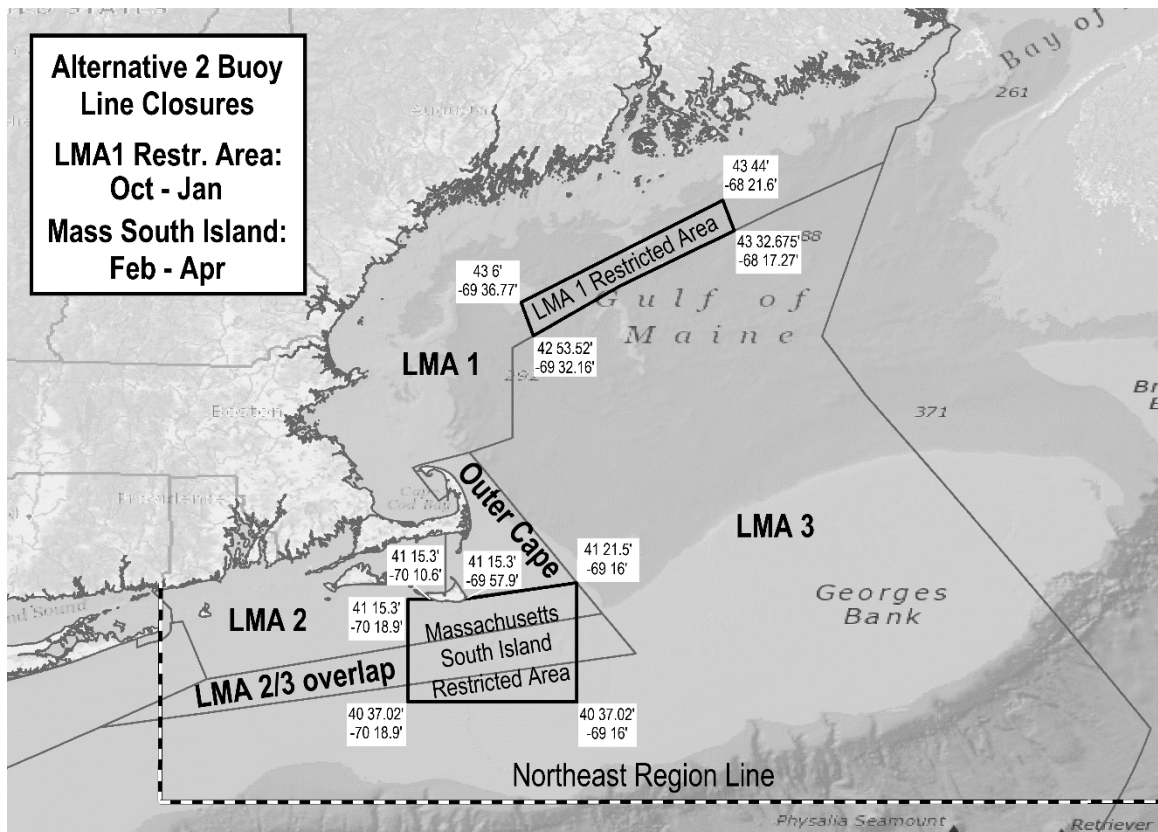 Alternative 2 Buoy
Line Closures
LMA1 Restr. Area:
Oct - Jan
Mass South Island:
Feb - Apr
Bay of
261
43 44'
-68 21.6'
43 32.675'
-68 17.27'
88
43 6'
-69 36.77'
LMA 1 Restricted Area
Gulf of
Maine
42 53.52'
-69 32.16'
LMA 1
291
371
Boston
Outer Cape
Cape
Cod Bay
LMA 3
41 15.3'
-70 10.6'
41 15.3'
-69 57.9'
41 21.5'
-69 16'
Georges
Bank
LMA 2
41 15.3'
-70 18.9'
Massachusetts
South Island
Restricted Area
LMA 2/3 overlap
40 37.02'
-70 18.9'
40 37.02'
-69 16'
Northeast Region Line
Physalia Seamount
Retriever